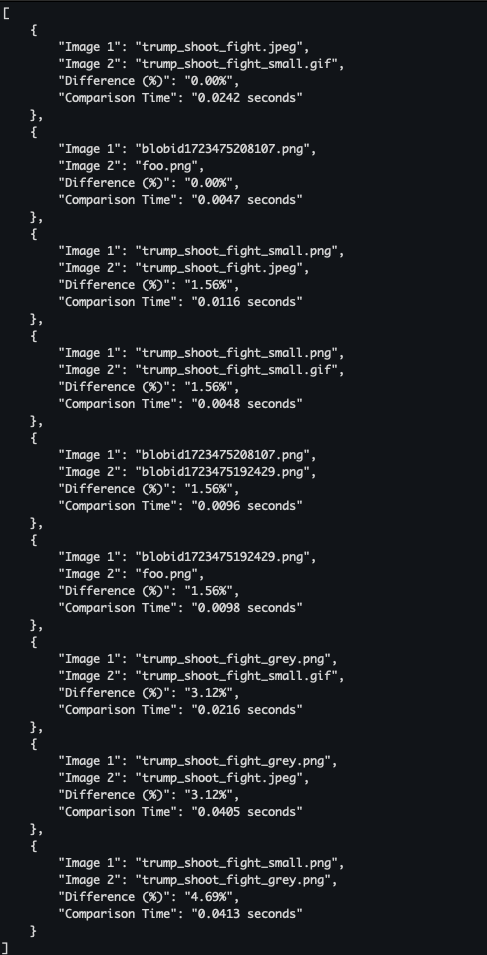 [
    {
        "Image 1": "trump_shoot_fight.jpeg",
        "Image 2": "trump_shoot_fight_small.gif",
        "Difference (%)": "0.00%",
        "Comparison Time": "0.0242 seconds"
    },
    {
        "Image 1": "blobid1723475208107.png",
        "Image 2": "foo.png",
        "Difference (%)": "0.00%",
        "Comparison Time": "0.0047 seconds"
    },
    {
        "Image 1": "trump_shoot_fight_small.png",
        "Image 2": "trump_shoot_fight.jpeg",
        "Difference (%)": "1.56%",
        "Comparison Time": "0.0116 seconds"
    },
    {
        "Image 1": "trump_shoot_fight_small.png",
        "Image 2": "trump_shoot_fight_small.gif",
        "Difference (%)": "1.56%",
        "Comparison Time": "0.0048 seconds"
    },
    {
        "Image 1": "blobid1723475208107.png",
        "Image 2": "blobid1723475192429.png",
        "Difference (%)": "1.56%",
        "Comparison Time": "0.0096 seconds"
    },
    {
        "Image 1": "blobid1723475192429.png",
        "Image 2": "foo.png",
        "Difference (%)": "1.56%",
        "Comparison Time": "0.0098 seconds"
    },
    {
        "Image 1": "trump_shoot_fight_grey.png",
        "Image 2": "trump_shoot_fight_small.gif",
        "Difference (%)": "3.12%",
        "Comparison Time": "0.0216 seconds"
    },
    {
        "Image 1": "trump_shoot_fight_grey.png",
        "Image 2": "trump_shoot_fight.jpeg",
        "Difference (%)": "3.12%",
        "Comparison Time": "0.0405 seconds"
    },
    {
        "Image 1": "trump_shoot_fight_small.png",
        "Image 2": "trump_shoot_fight_grey.png",
        "Difference (%)": "4.69%",
        "Comparison Time": "0.0413 seconds"
    }
]